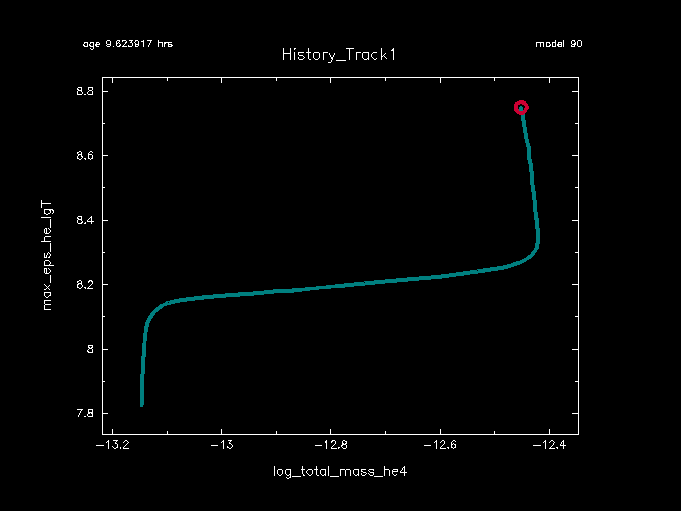 age 9.623917 hrs
model 90
History_Track1
8.8
8.6
8.4
8.2
8
7.8
max_eps_he_lgT
-13.2
-13
-12.8
-12.6
-12.4
log_total_mass_he4